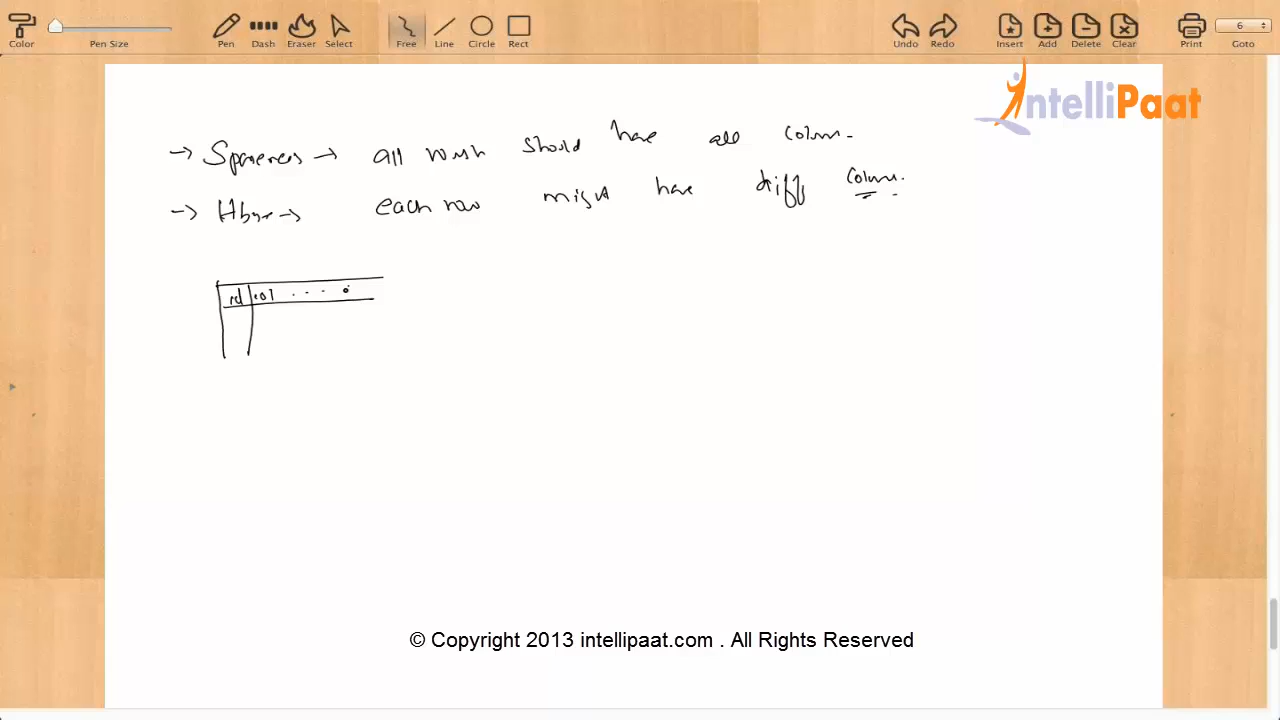 Color Pen Size Pen Dash Eraser Select Free Line Circle Rect Undo Redo Insert Add Delete Clear Print 6 Goto
IntelliPaat
→ Sparseness → all rows should have all column.
→ Hbase → each row might have diff column.
col . . . .
© Copyright 2013 intellipaat.com . All Rights Reserved